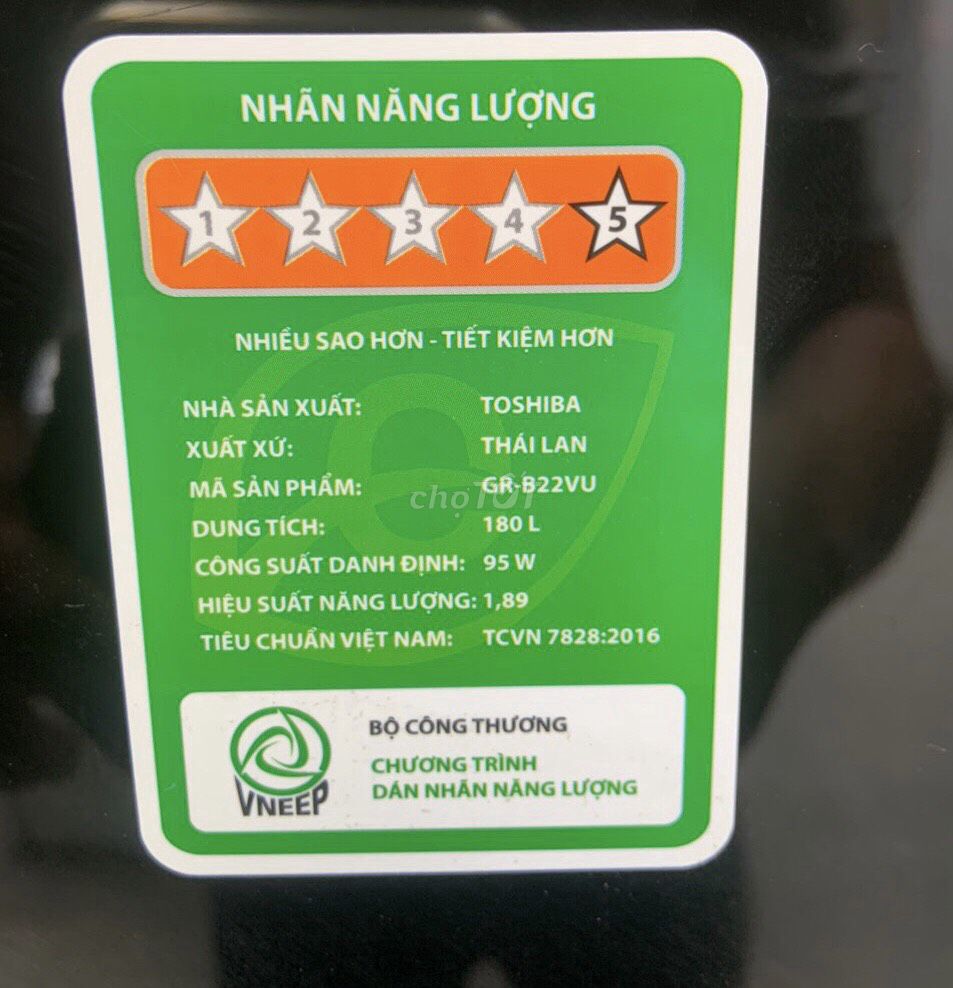 NHÃN NĂNG LƯỢNG
1 2 3 4 5
NHIỀU SAO HƠN - TIẾT KIỆM HƠN
NHÀ SẢN XUẤT: TOSHIBA
XUẤT XỨ: THÁI LAN
MÃ SẢN PHẨM: GR-B22VU
chợTỐT
DUNG TÍCH: 180 L
CÔNG SUẤT DANH ĐỊNH: 95 W
HIỆU SUẤT NĂNG LƯỢNG: 1,89
TIÊU CHUẨN VIỆT NAM: TCVN 7828:2016
BỘ CÔNG THƯƠNG
CHƯƠNG TRÌNH
DÁN NHÃN NĂNG LƯỢNG
VNEEP